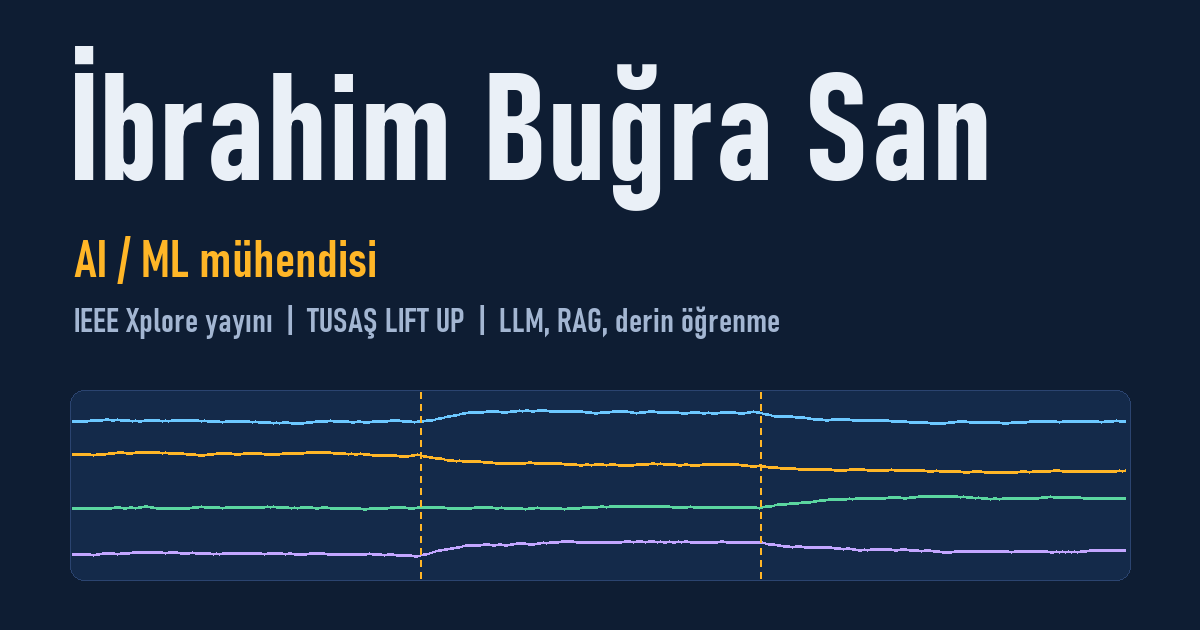 İbrahim Buğra San
AI / ML mühendisi
IEEE Xplore yayını | TUSAŞ LIFT UP | LLM, RAG, derin öğrenme